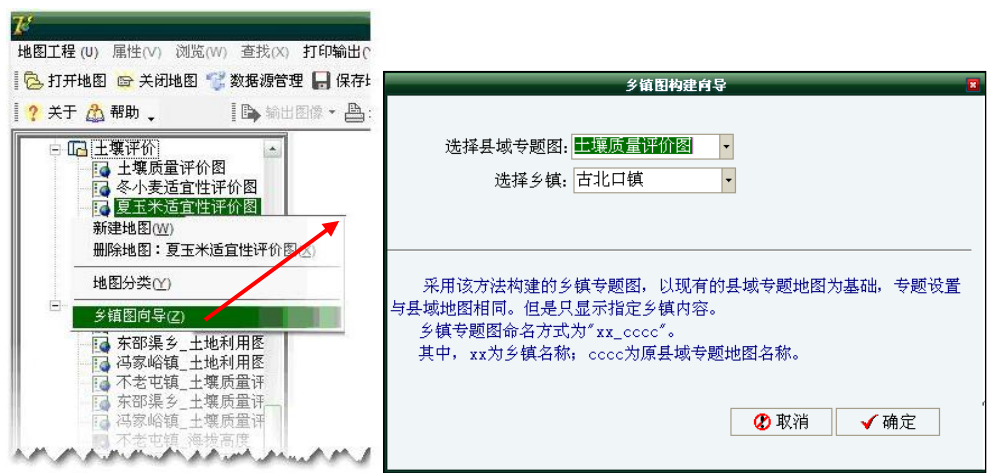 地图工程 (U) 属性(V) 浏览(W) 查找(X) 打印输出(
打开地图 关闭地图 数据源管理 保存
? 关于 帮助 输出图像
土壤评价
土壤质量评价图
冬小麦适宜性评价图
夏玉米适宜性评价图
新建地图(W)
删除地图：夏玉米适宜性评价图(X)
地图分类(Y)
乡镇图向导(Z)
东邵渠乡_土地利用图
冯家峪镇_土地利用图
不老屯镇_土壤质量评
东邵渠乡_土壤质量评
冯家峪镇_土壤质量评
不老屯镇_海拔高度
乡镇图构建向导
选择县域专题图: 土壤质量评价图
选择乡镇: 古北口镇
采用该方法构建的乡镇专题图，以现有的县域专题地图为基础，专题设置
与县域地图相同。但是只显示指定乡镇内容。
乡镇专题图命名方式为"xx_cccc"。
其中，xx为乡镇名称；cccc为原县域专题地图名称。
取消 确定